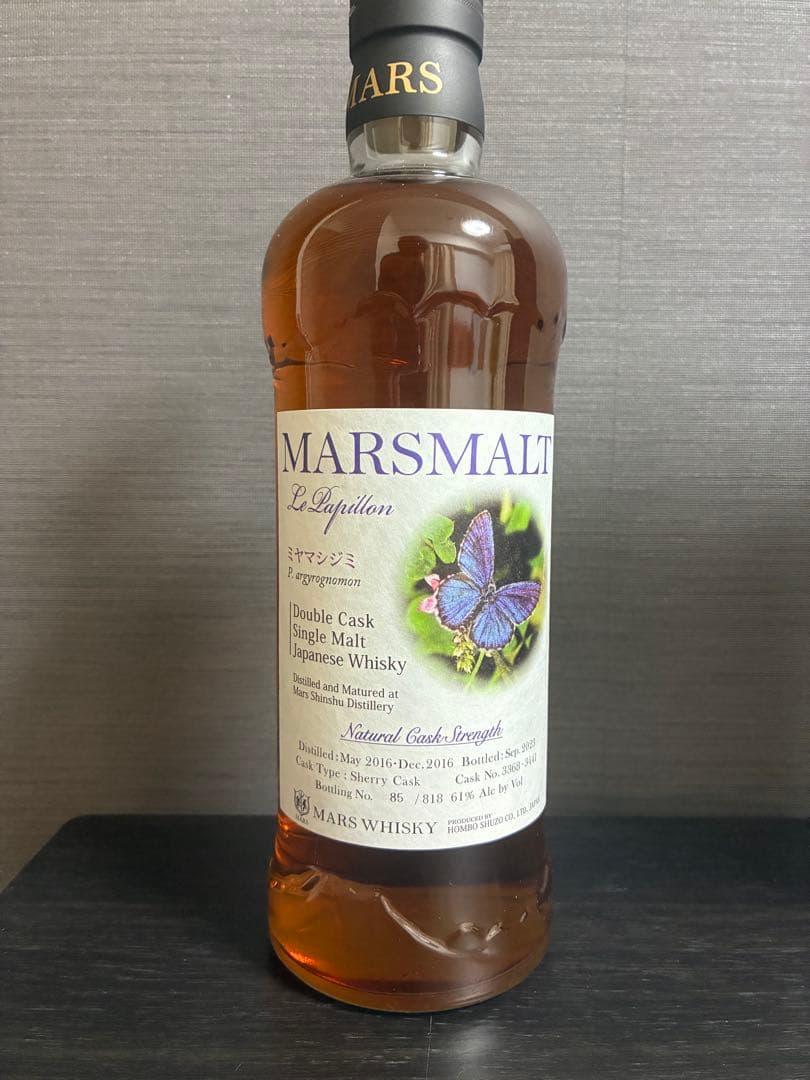 MARS
MARSMALT
Le Papillon
ミヤマシジミ
P. argyrognomon
Double Cask
Single Malt
Japanese Whisky
Distilled and Matured at
Mars Shinshu Distillery
Natural Cask Strength
Distilled : May 2016・Dec. 2016 Bottled : Sep. 2023
Cask Type : Sherry Cask Cask No. 3368・3441
Bottling No. 85 / 818 61% Alc by Vol
MARS
MARS WHISKY
PRODUCED BY
HOMBO SHUZO CO., LTD., JAPAN